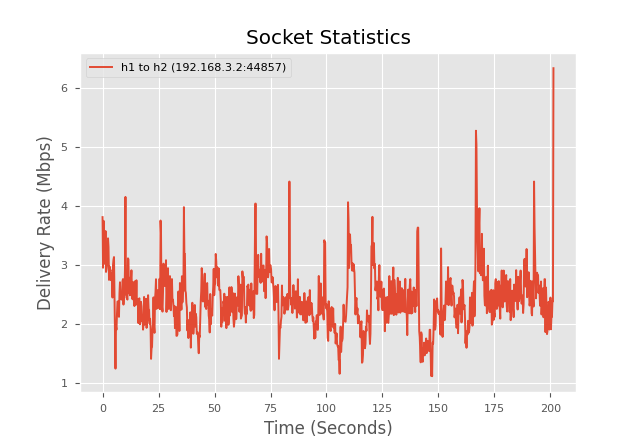 Socket Statistics
h1 to h2 (192.168.3.2:44857)
Delivery Rate (Mbps)
6
5
4
3
2
1
0 25 50 75 100 125 150 175 200
Time (Seconds)